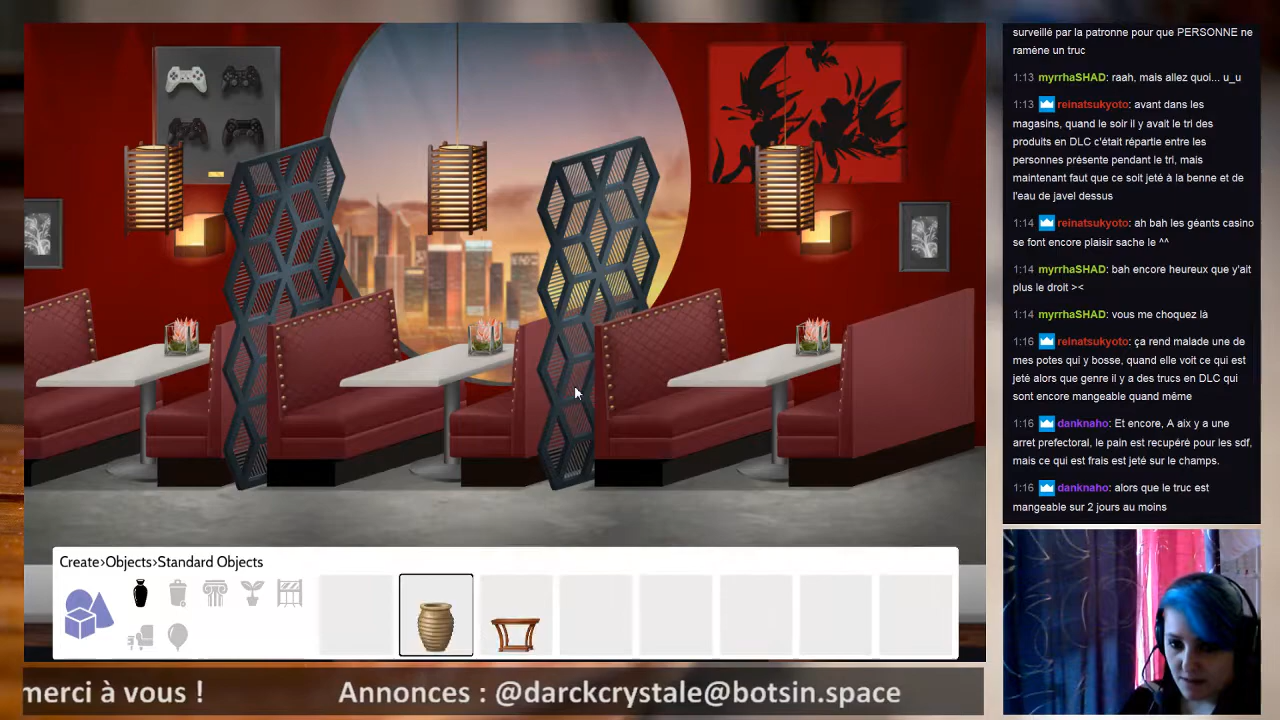 surveillé par la patronne pour que PERSONNE ne
ramène un truc
1:13 myrrhaSHAD: raah, mais allez quoi... u_u
1:13 reinatsukyoto: avant dans les
magasins, quand le soir il y avait le tri des
produits en DLC c'était répartie entre les
personnes présente pendant le tri, mais
maintenant faut que ce soit jeté à la benne et de
l'eau de javel dessus
1:14 reinatsukyoto: ah bah les géants casino
se font encore plaisir sache le ^^
1:14 myrrhaSHAD: bah encore heureux que y'ait
plus le droit ><
1:14 myrrhaSHAD: vous me choquez là
1:16 reinatsukyoto: ça rend malade une de
mes potes qui y bosse, quand elle voit ce qui est
jeté alors que genre il y a des trucs en DLC qui
sont encore mangeable quand même
1:16 danknaho: Et encore, A aix y a une
arret prefectoral, le pain est recupéré pour les sdf,
mais ce qui est frais est jeté sur le champs.
1:16 danknaho: alors que le truc est
mangeable sur 2 jours au moins
Create›Objects›Standard Objects
merci à vous !
Annonces : @darckcrystale@botsin.space